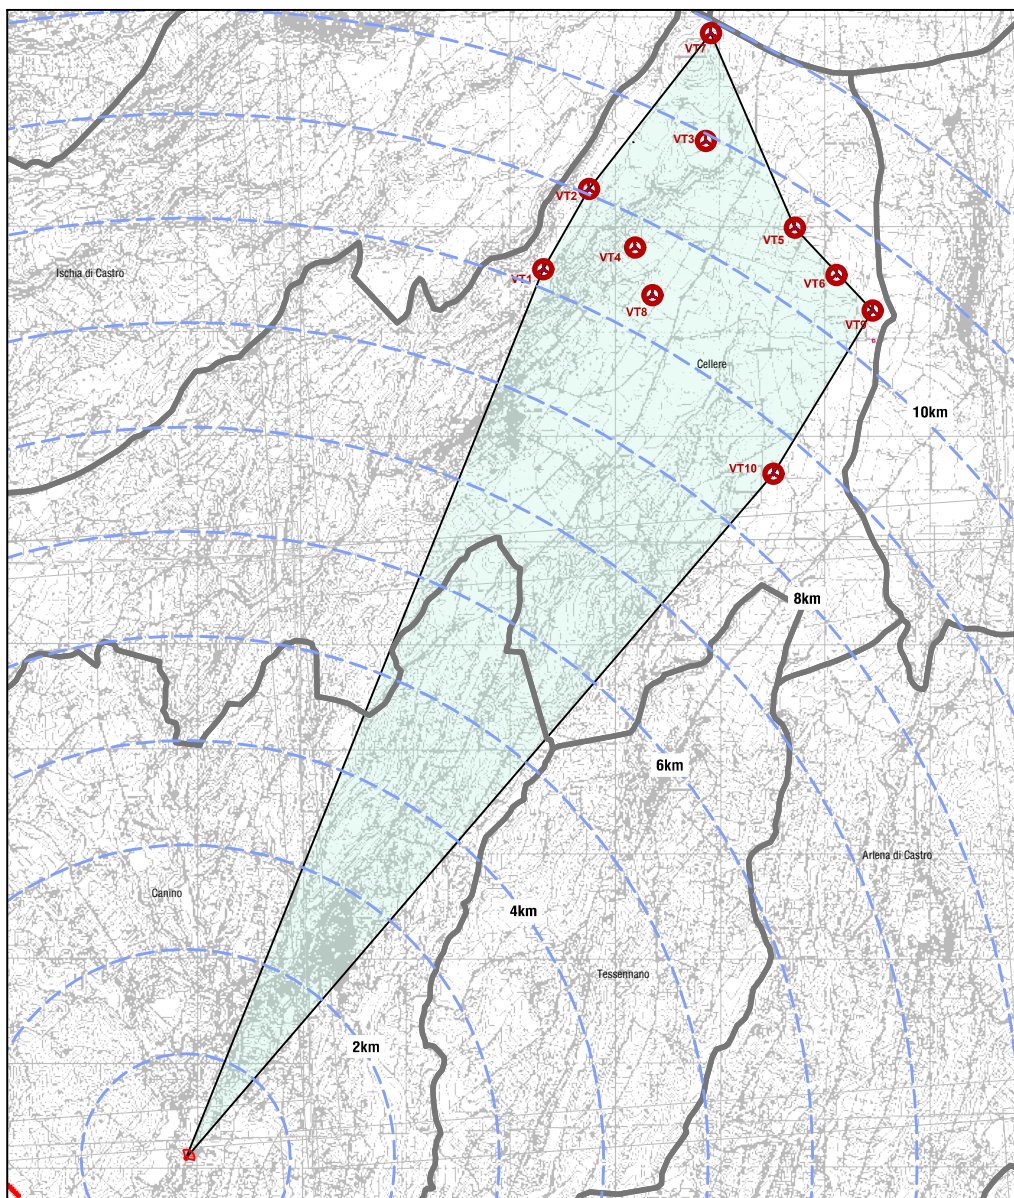 VT7
VT3
VT2
VT5
VT4
Ischia di Castro
VT1
VT6
VT8
VT9
Cellere
10km
VT10
8km
6km
Arlena di Castro
Canino
4km
Tessennano
2km